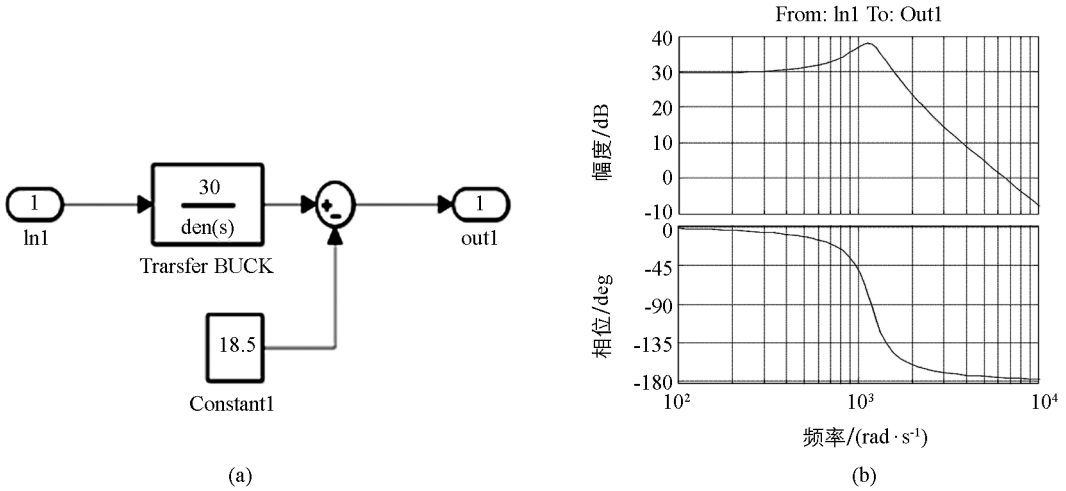 1
ln1
30
den(s)
Transfer BUCK
+
-
1
out1
18.5
Constant1
(a)
From: ln1 To: Out1
幅度/dB
40
30
20
10
0
-10
相位/deg
0
-45
-90
-135
-180
10² 10³ 10⁴
频率/(rad·s⁻¹)
(b)